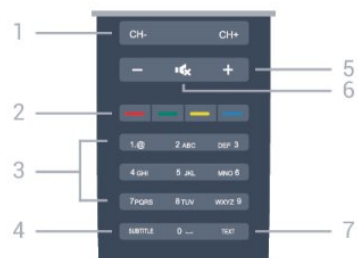 1 CH- CH+
- + 5
6
2
1.@ 2 ABC DEF 3
3 4 GHI 5 JKL MNO 6
7PQRS 8 TUV WXYZ 9
4 SUBTITLE 0 ⎵ TEXT 7